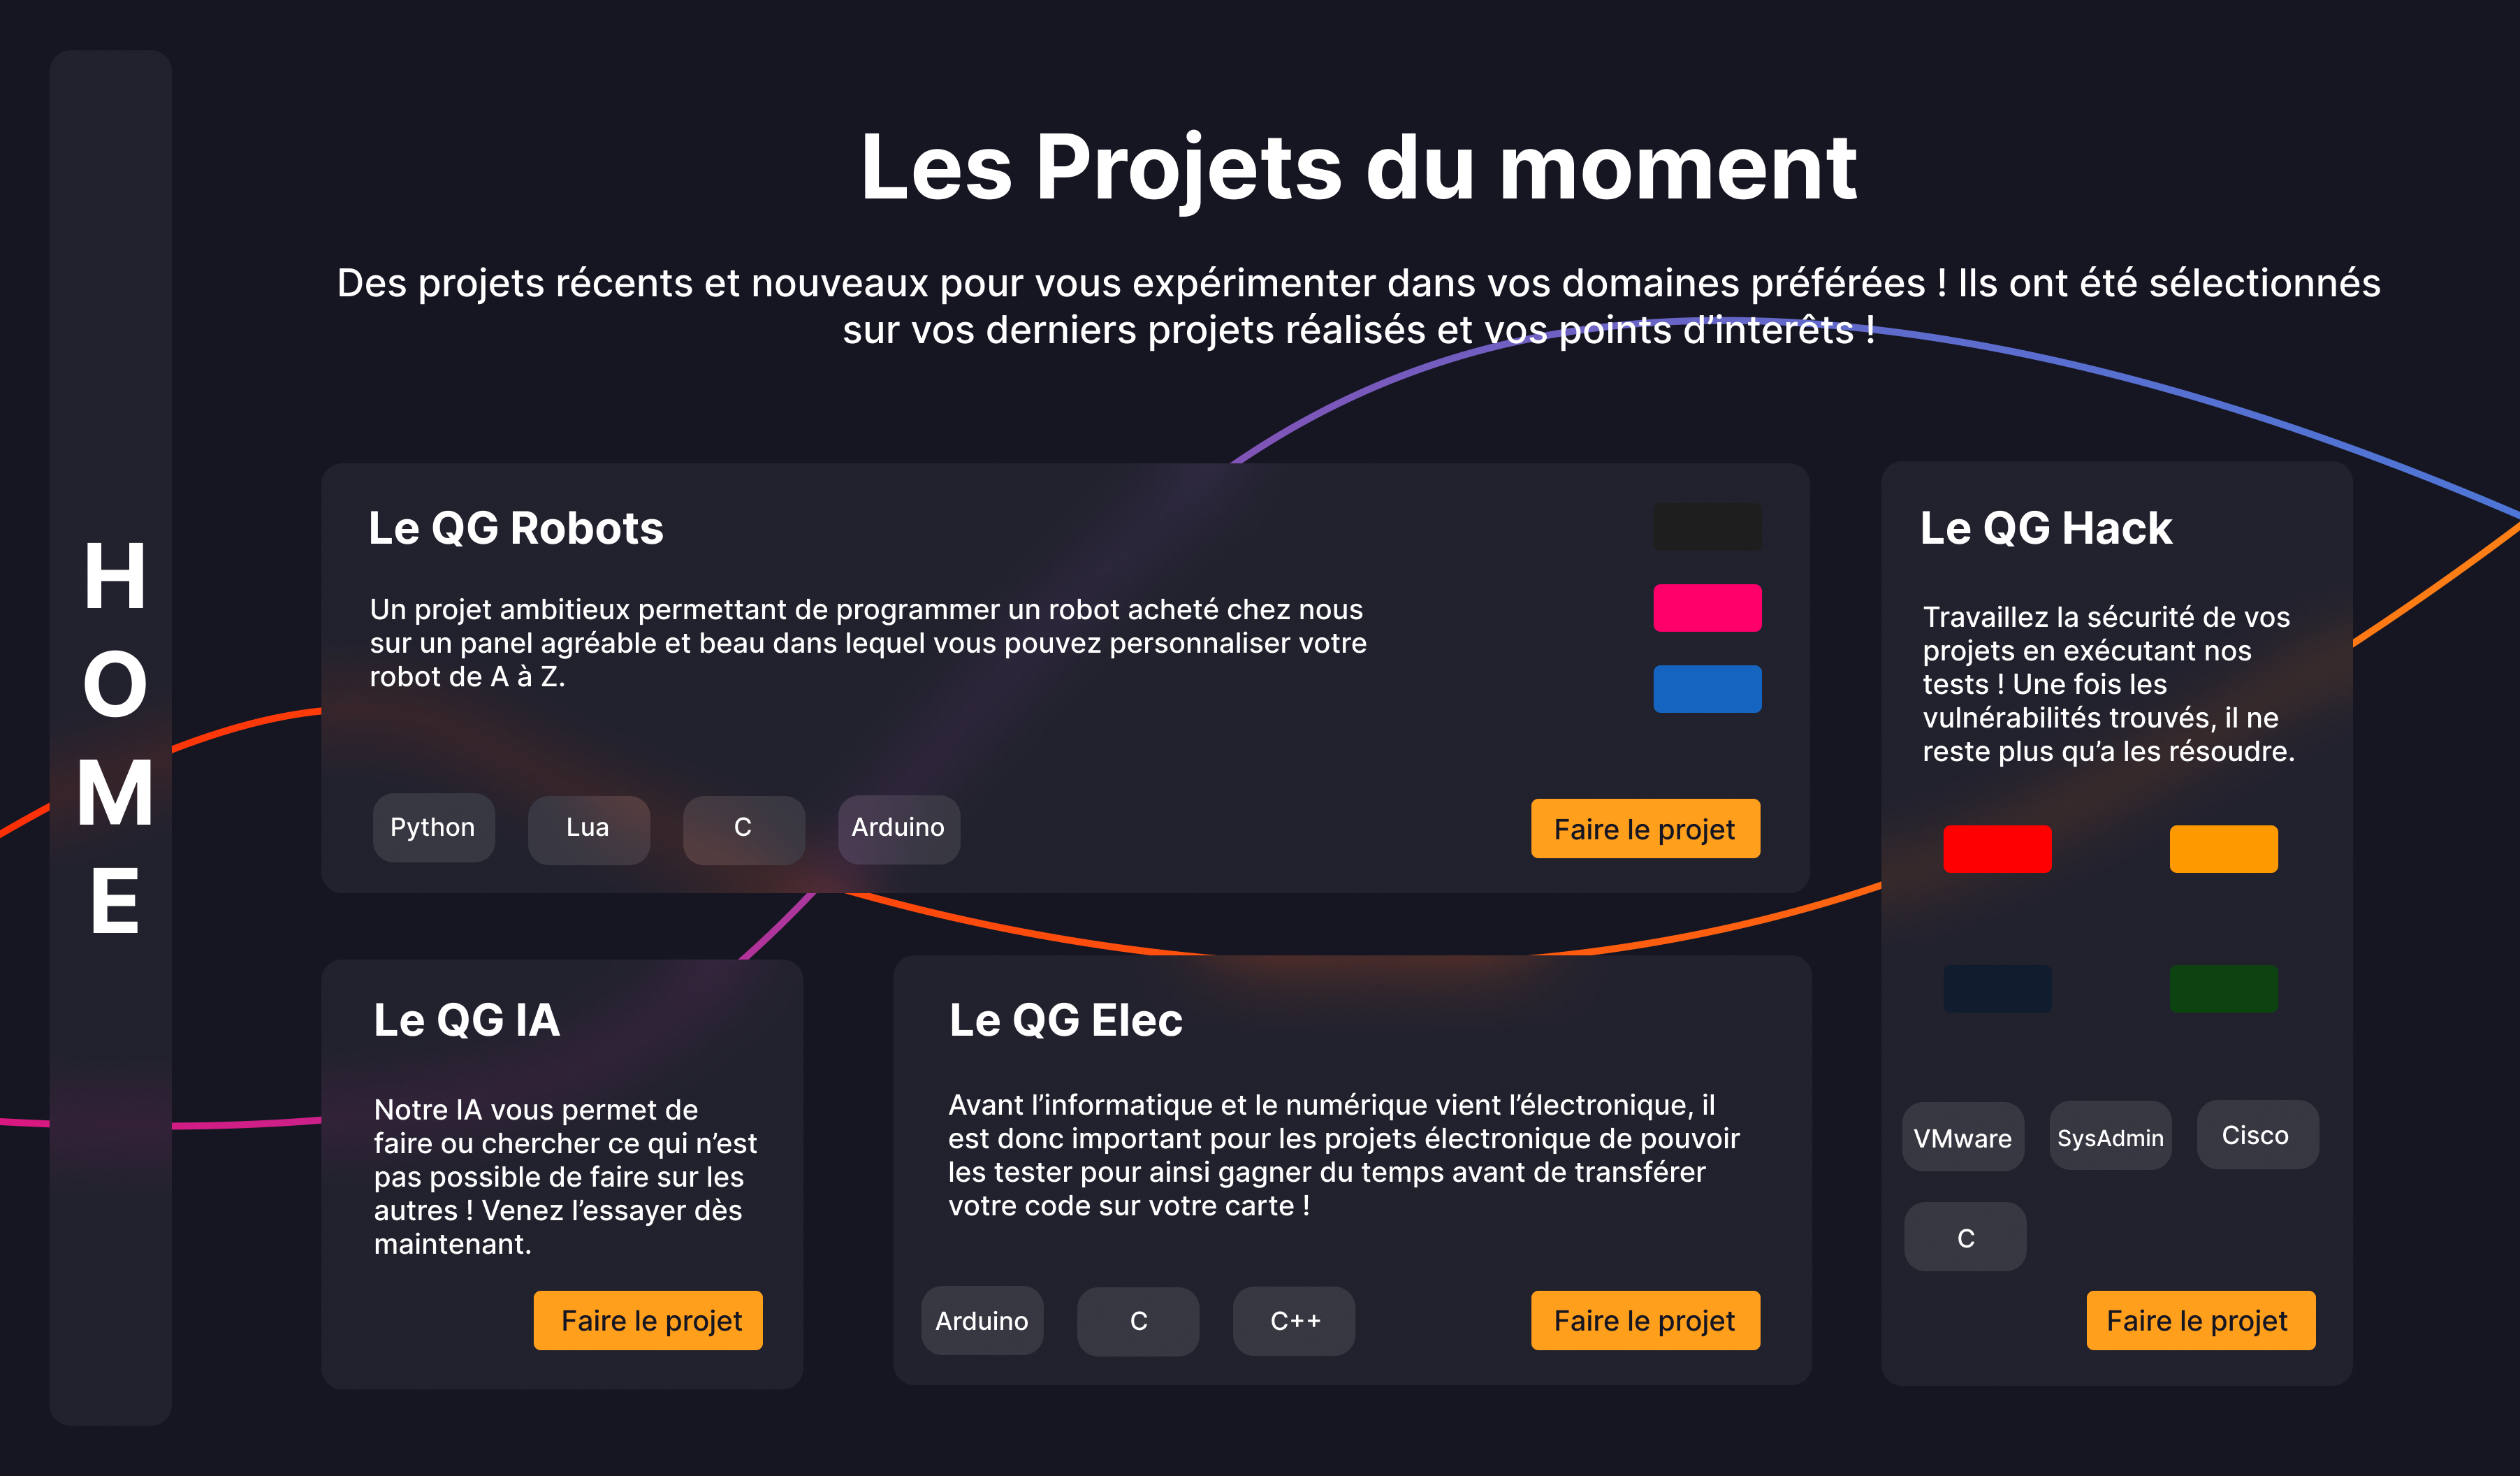 HOME
Les Projets du moment
Des projets récents et nouveaux pour vous expérimenter dans vos domaines préférées ! Ils ont été sélectionnés
sur vos derniers projets réalisés et vos points d’interêts !
Le QG Robots
Un projet ambitieux permettant de programmer un robot acheté chez nous
sur un panel agréable et beau dans lequel vous pouvez personnaliser votre
robot de A à Z.
Python
Lua
C
Arduino
Faire le projet
Le QG Hack
Travaillez la sécurité de vos
projets en exécutant nos
tests ! Une fois les
vulnérabilités trouvés, il ne
reste plus qu’a les résoudre.
VMware
SysAdmin
Cisco
C
Faire le projet
Le QG IA
Notre IA vous permet de
faire ou chercher ce qui n’est
pas possible de faire sur les
autres ! Venez l’essayer dès
maintenant.
Faire le projet
Le QG Elec
Avant l’informatique et le numérique vient l’électronique, il
est donc important pour les projets électronique de pouvoir
les tester pour ainsi gagner du temps avant de transférer
votre code sur votre carte !
Arduino
C
C++
Faire le projet